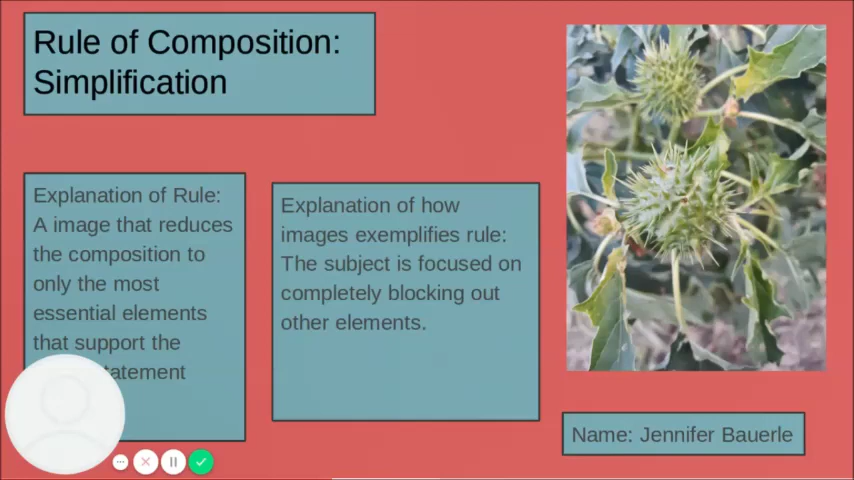 Rule of Composition:
Simplification
Explanation of Rule:
A image that reduces
the composition to
only the most
essential elements
that support the
tatement
Explanation of how
images exemplifies rule:
The subject is focused on
completely blocking out
other elements.
Name: Jennifer Bauerle